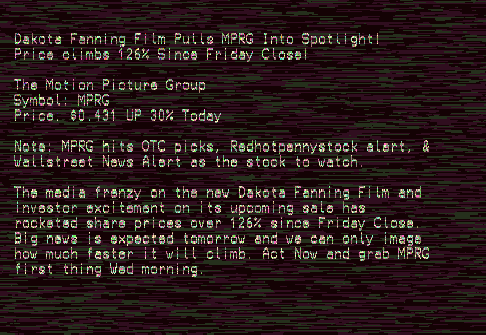 Dakota Fanning Film Pulls MPRG Into Spotlight!
Price climbs 126% Since Friday Close!
The Motion Picture Group
Symbol: MPRG
Price. $0.431 UP 30% Today
Note: MPRG hits OTC picks, Redhotpennystock alert, &
Wallstreet News Alert as the stock to watch.
The media frenzy on the new Dakota Fanning Film and
investor excitement on its upcoming sale has
rocketed share prices over 126% since Friday Close.
Big news is expected tomorrow and we can only image
how much faster it will climb. Act Now and grab MPRG
first thing Wed morning.